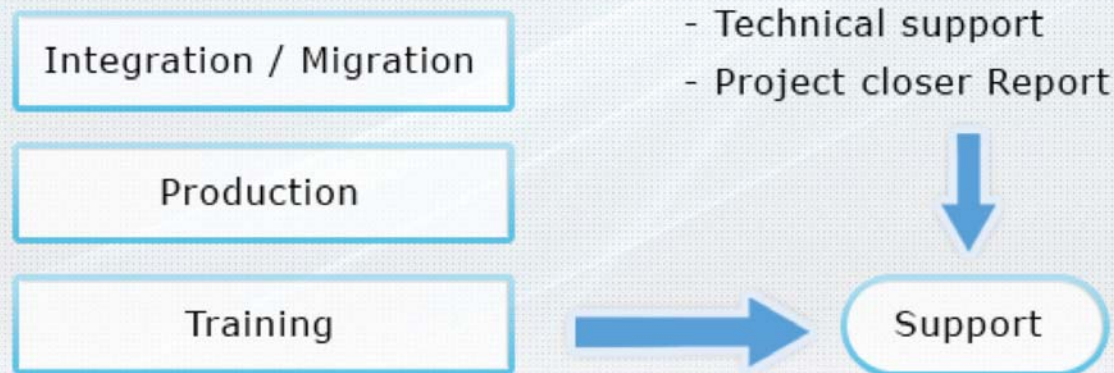 Integration / Migration
- Technical support
- Project closer Report
Production
Training
Support